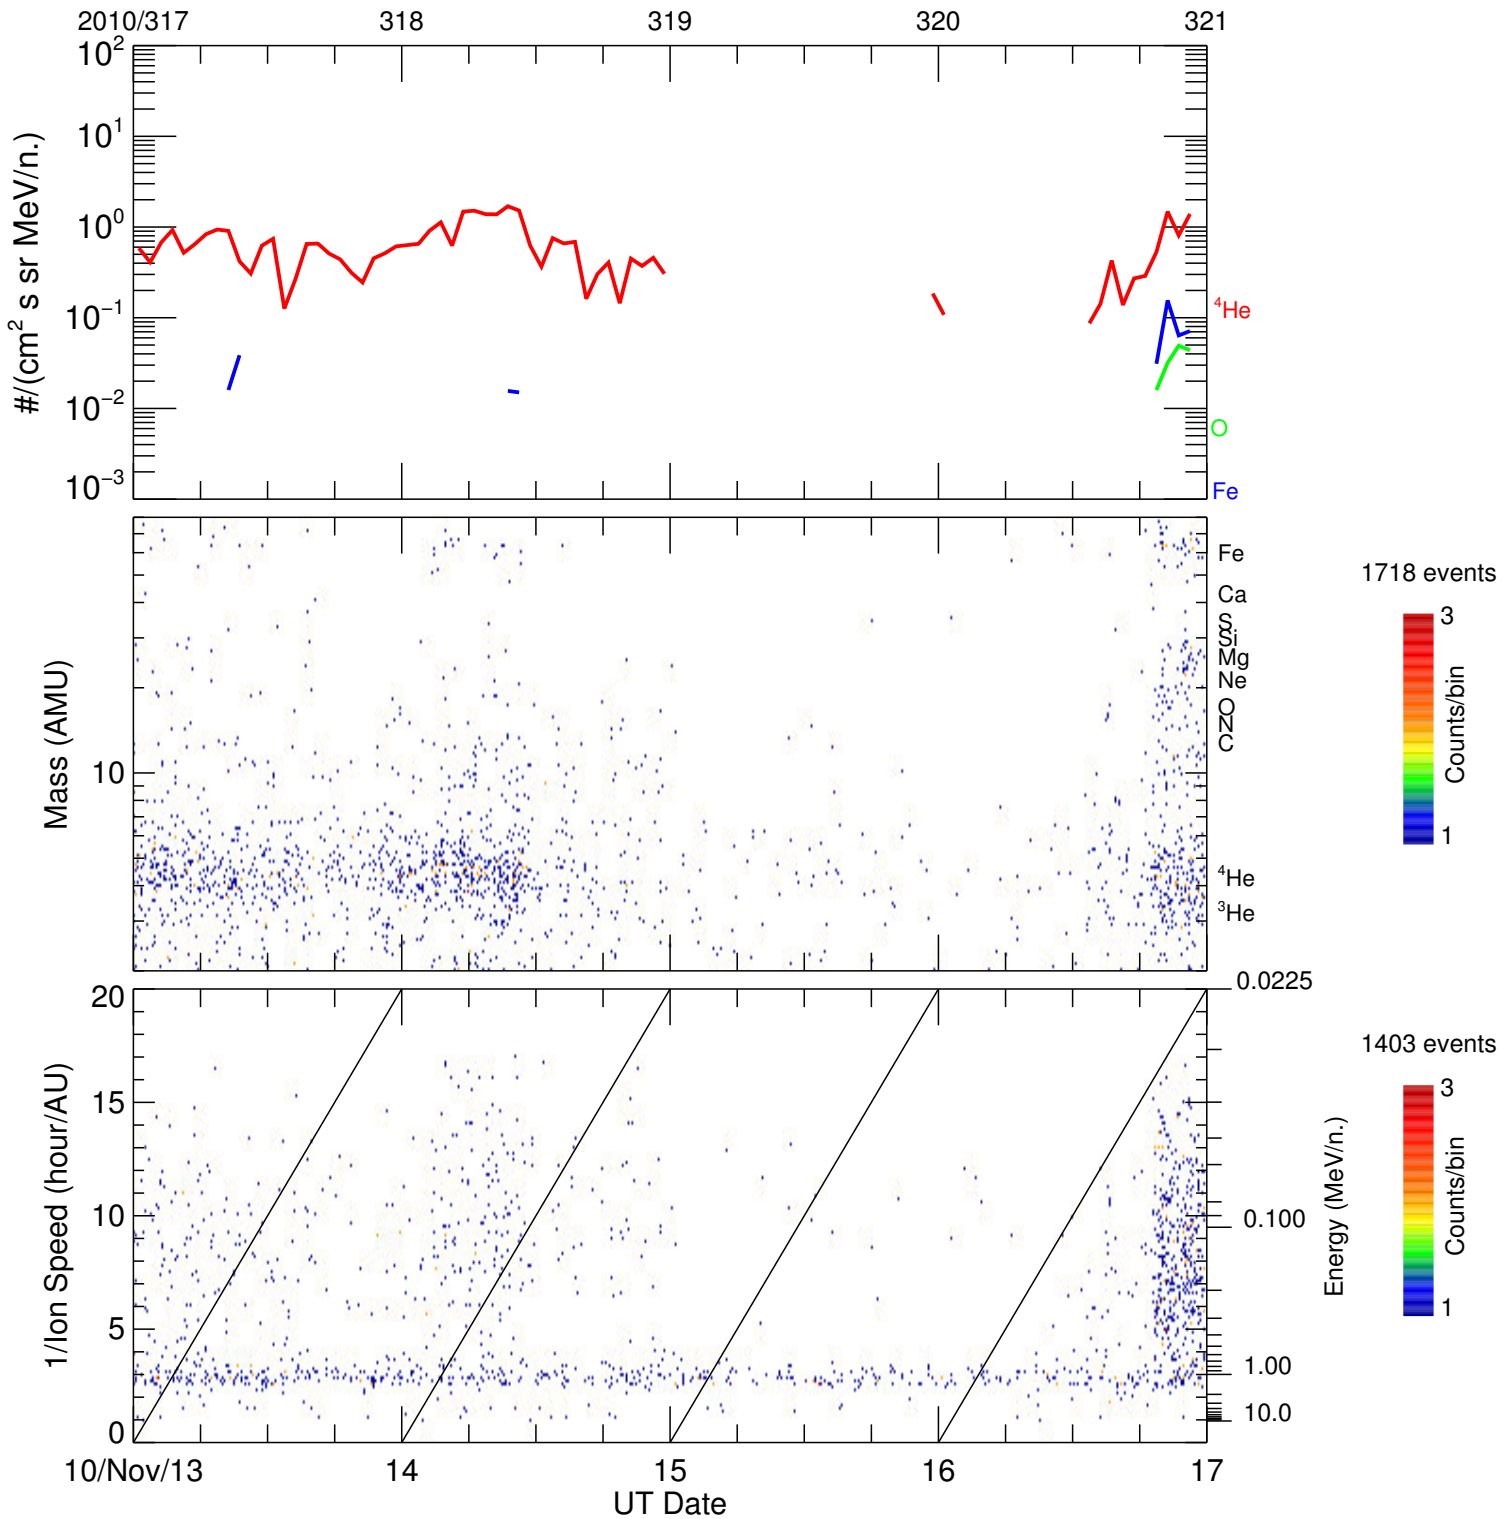 2010/317 318 319 320 321
10² 10¹ 10⁰ 10⁻¹ 10⁻² 10⁻³
#/(cm² s sr MeV/n.)
⁴He
O
Fe
Mass (AMU)
10
Fe
Ca
S
Si
Mg
Ne
O
N
C
⁴He
³He
1718 events
3
Counts/bin
1
1/Ion Speed (hour/AU)
20
15
10
5
0
0.0225
0.100
1.00
10.0
Energy (MeV/n.)
1403 events
3
Counts/bin
1
10/Nov/13 14 15 16 17
UT Date